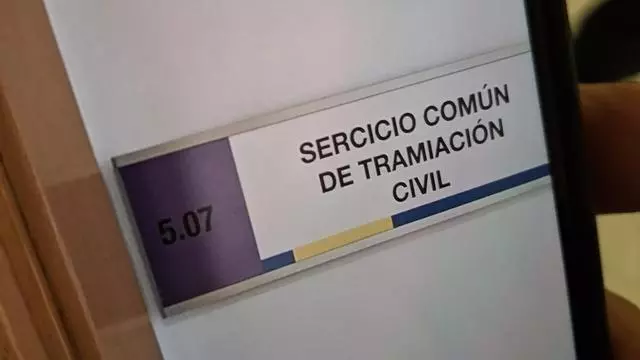 5.07
SERCICIO COMÚN
DE TRAMIACIÓN
CIVIL